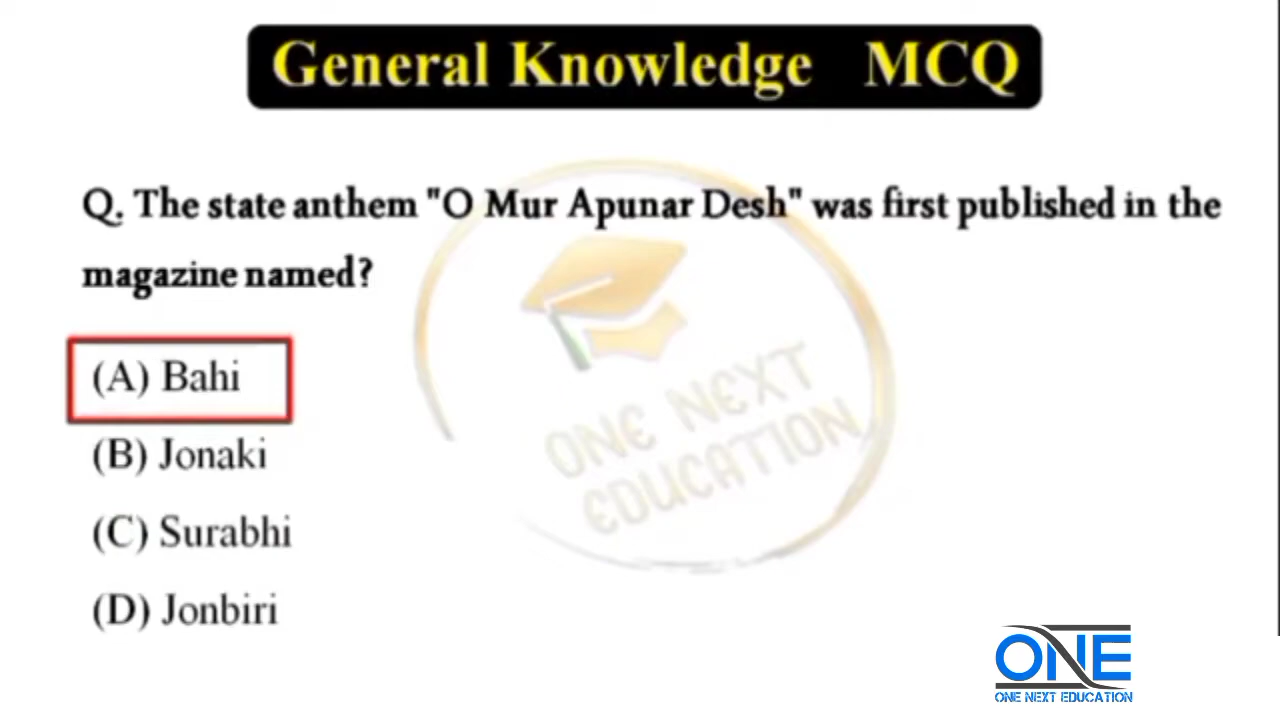 General Knowledge MCQ
Q. The state anthem "O Mur Apunar Desh" was first published in the
magazine named?
(A) Bahi
(B) Jonaki
(C) Surabhi
(D) Jonbiri
ONE NEXT
EDUCATION
ONE
ONE NEXT EDUCATION